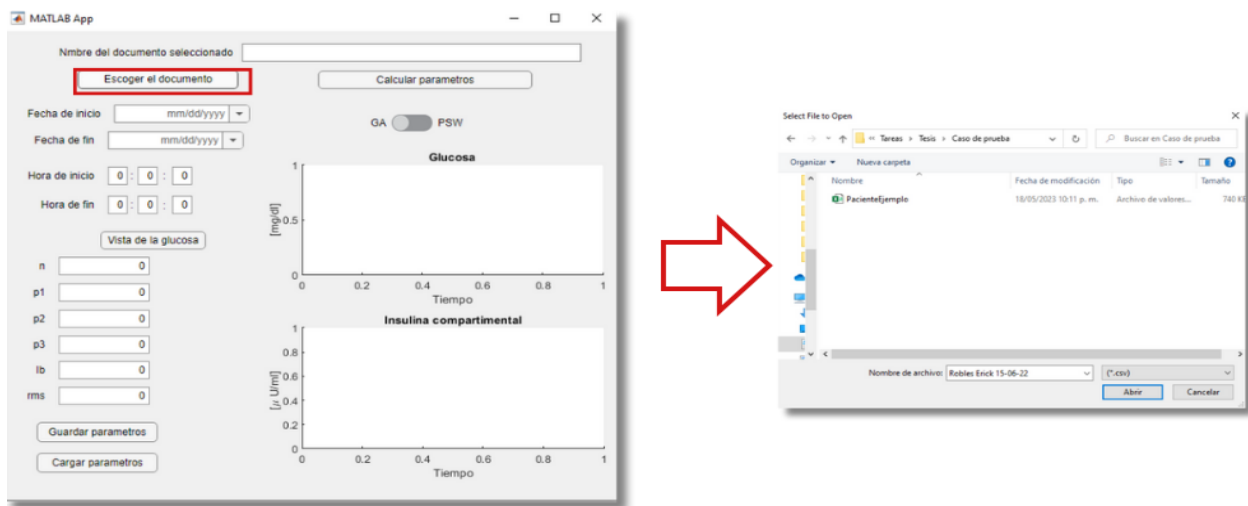 MATLAB App
Nmbre del documento seleccionado
Escoger el documento
Calcular parametros
Fecha de inicio mm/dd/yyyy
Fecha de fin mm/dd/yyyy
GA PSW
Hora de inicio 0 : 0 : 0
Hora de fin 0 : 0 : 0
Vista de la glucosa
n 0
p1 0
p2 0
p3 0
Ib 0
rms 0
Guardar parametros
Cargar parametros
Glucosa
[mg/dl]
1
0.5
0
0 0.2 0.4 0.6 0.8 1
Tiempo
Insulina compartimental
[μ U/ml]
1
0.8
0.6
0.4
0.2
0
0 0.2 0.4 0.6 0.8 1
Tiempo
Select File to Open
« Tareas > Tesis > Caso de prueba
Buscar en Caso de prueba
Organizar Nueva carpeta
Nombre Fecha de modificación Tipo Tamaño
PacienteEjemplo 18/05/2023 10:11 p. m. Archivo de valores... 740 KB
Nombre de archivo: Robles Erick 15-06-22 (*.csv)
Abrir Cancelar